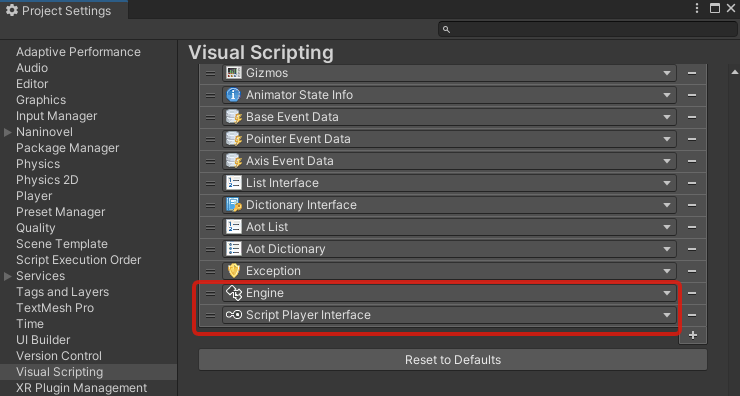 Project Settings
Adaptive Performance
Audio
Editor
Graphics
Input Manager
Naninovel
Package Manager
Physics
Physics 2D
Player
Preset Manager
Quality
Scene Template
Script Execution Order
Services
Tags and Layers
TextMesh Pro
Time
UI Builder
Version Control
Visual Scripting
XR Plugin Management
Visual Scripting
Gizmos
Animator State Info
Base Event Data
Pointer Event Data
Axis Event Data
List Interface
Dictionary Interface
Aot List
Aot Dictionary
Exception
Engine
Script Player Interface
Reset to Defaults